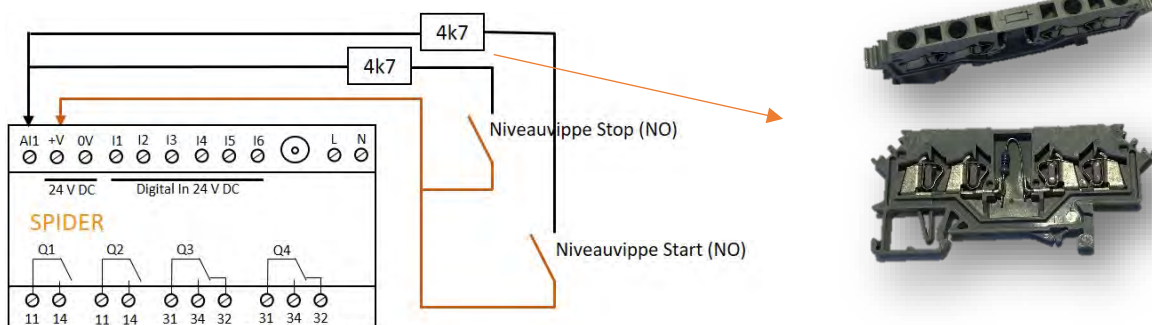 4k7
4k7
Niveauvippe Stop (NO)
AI1 +V 0V I1 I2 I3 I4 I5 I6 L N
24 V DC Digital In 24 V DC
SPIDER
Niveauvippe Start (NO)
Q1 Q2 Q3 Q4
11 14 11 14 31 34 32 31 34 32